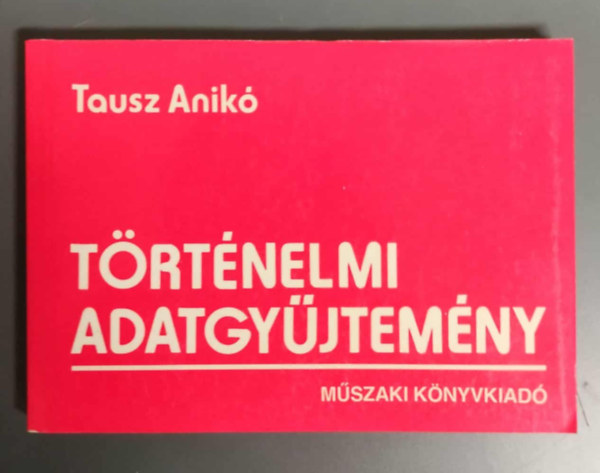 Tausz Anikó
TÖRTÉNELMI
ADATGYŰJTEMÉNY
MŰSZAKI KÖNYVKIADÓ